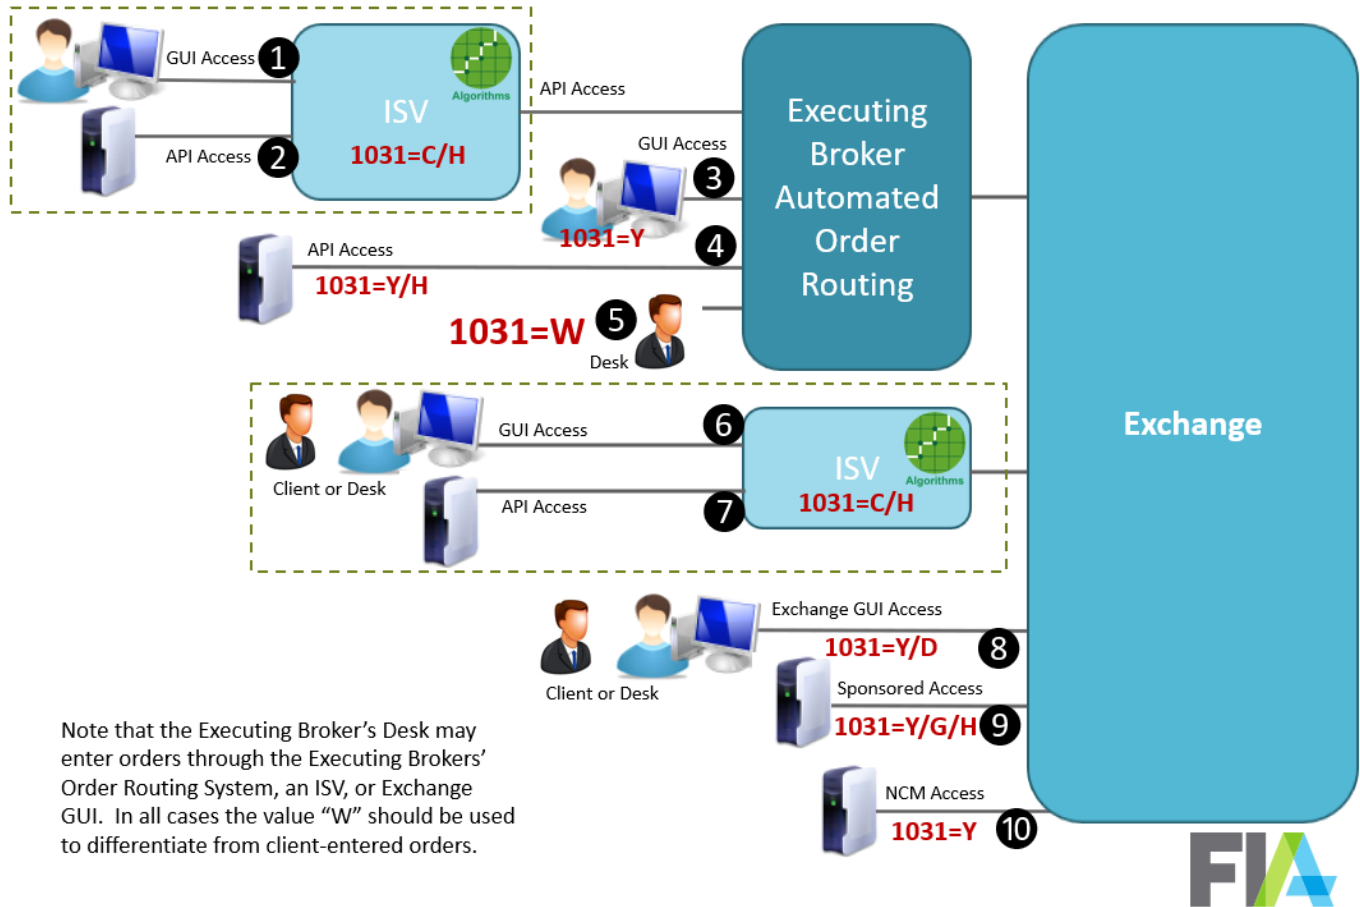 GUI Access 1
Algorithms
ISV
1031=C/H
API Access 2
API Access
GUI Access
3
1031=Y
Executing
Broker
Automated
Order
Routing
API Access
4
1031=Y/H
1031=W 5
Desk
Exchange
Client or Desk
GUI Access
6
API Access
7
ISV
Algorithms
1031=C/H
Client or Desk
Exchange GUI Access
1031=Y/D
8
Sponsored Access
1031=Y/G/H 9
NCM Access
1031=Y
10
Note that the Executing Broker’s Desk may
enter orders through the Executing Brokers’
Order Routing System, an ISV, or Exchange
GUI. In all cases the value “W” should be used
to differentiate from client-entered orders.
FIA